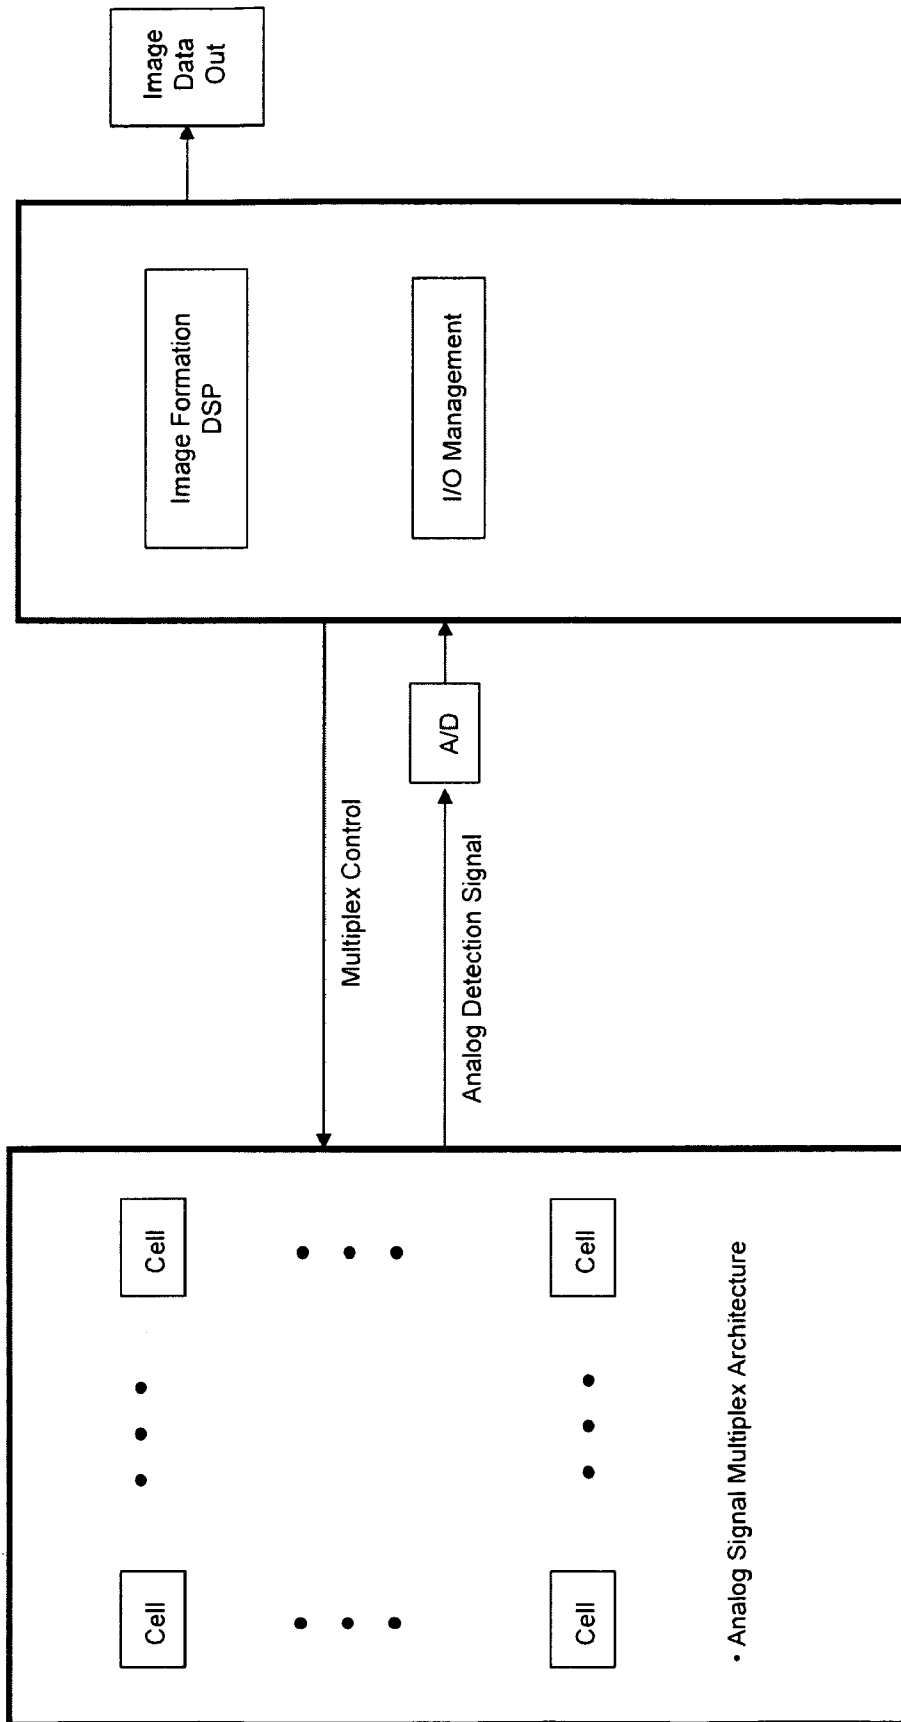 Cell
Cell
Cell
Cell
• Analog Signal Multiplex Architecture
Multiplex Control
Analog Detection Signal
A/D
Image Formation
DSP
I/O Management
Image
Data
Out